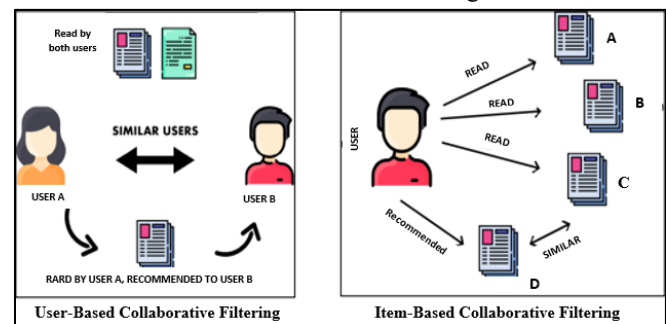 Read by
both users
SIMILAR USERS
USER A
USER B
RARD BY USER A, RECOMMENDED TO USER B
User-Based Collaborative Filtering
A
READ
B
READ
USER
READ
C
Recommended
SIMILAR
D
Item-Based Collaborative Filtering